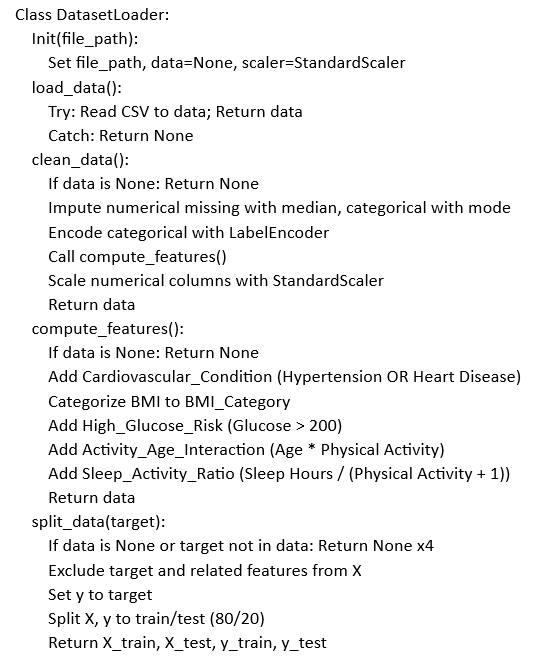 Class DatasetLoader:
Init(file_path):
Set file_path, data=None, scaler=StandardScaler
load_data():
Try: Read CSV to data; Return data
Catch: Return None
clean_data():
If data is None: Return None
Impute numerical missing with median, categorical with mode
Encode categorical with LabelEncoder
Call compute_features()
Scale numerical columns with StandardScaler
Return data
compute_features():
If data is None: Return None
Add Cardiovascular_Condition (Hypertension OR Heart Disease)
Categorize BMI to BMI_Category
Add High_Glucose_Risk (Glucose > 200)
Add Activity_Age_Interaction (Age * Physical Activity)
Add Sleep_Activity_Ratio (Sleep Hours / (Physical Activity + 1))
Return data
split_data(target):
If data is None or target not in data: Return None x4
Exclude target and related features from X
Set y to target
Split X, y to train/test (80/20)
Return X_train, X_test, y_train, y_test